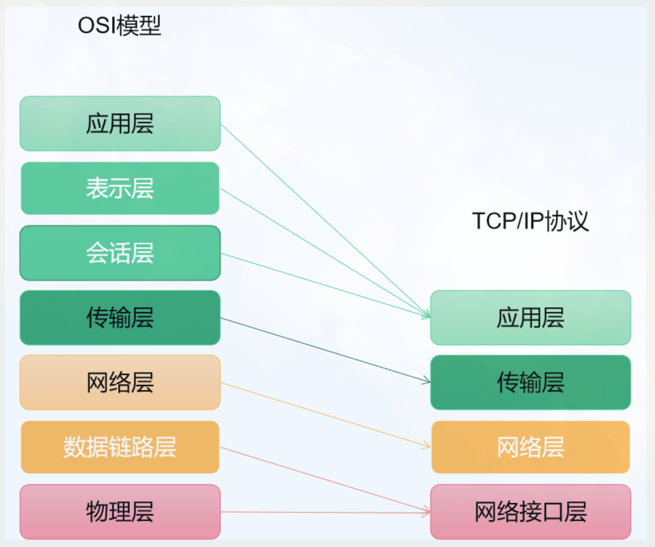 OSI模型
应用层
表示层
会话层
传输层
网络层
数据链路层
物理层
TCP/IP协议
应用层
传输层
网络层
网络接口层